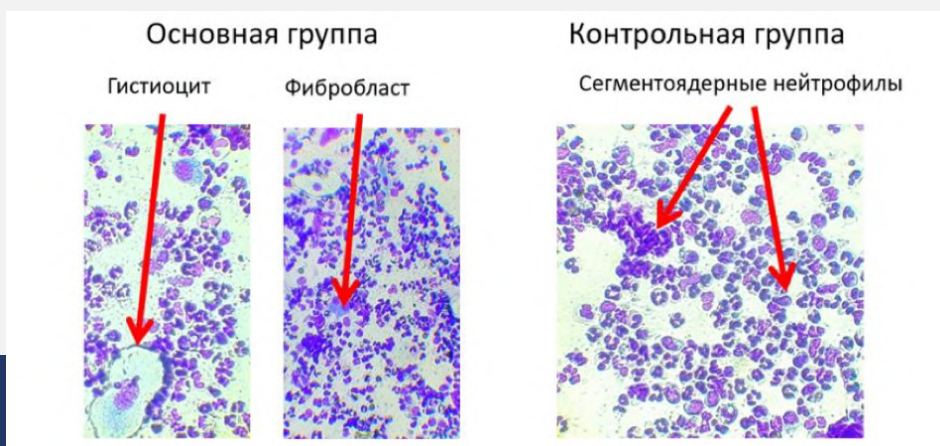 Основная группа
Контрольная группа
Гистиоцит
Фибробласт
Сегментоядерные нейтрофилы